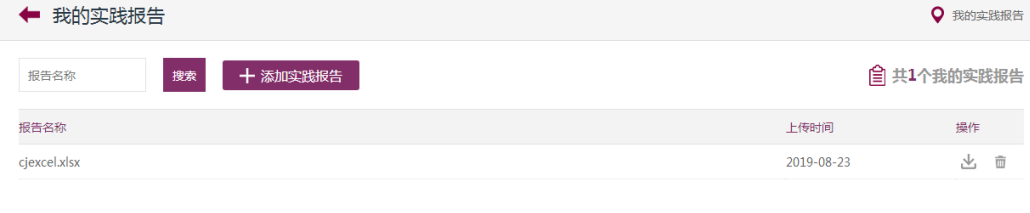 我的实践报告
我的实践报告
报告名称
搜索
添加实践报告
共1个我的实践报告
报告名称 上传时间 操作
cjexcel.xlsx 2019-08-23